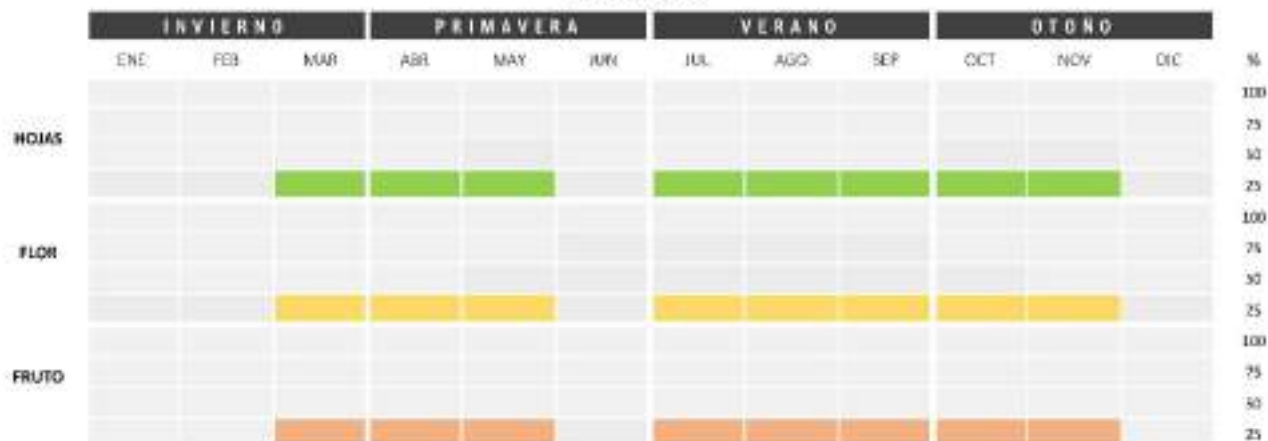 INVIERNO PRIMAVERA VERANO OTOÑO
ENE FEB MAR ABR MAY JUN JUL AGO SEP OCT NOV DIC %
100
75
HOJAS
50
25
100
FLOR 75
50
25
100
FRUTO 75
50
25